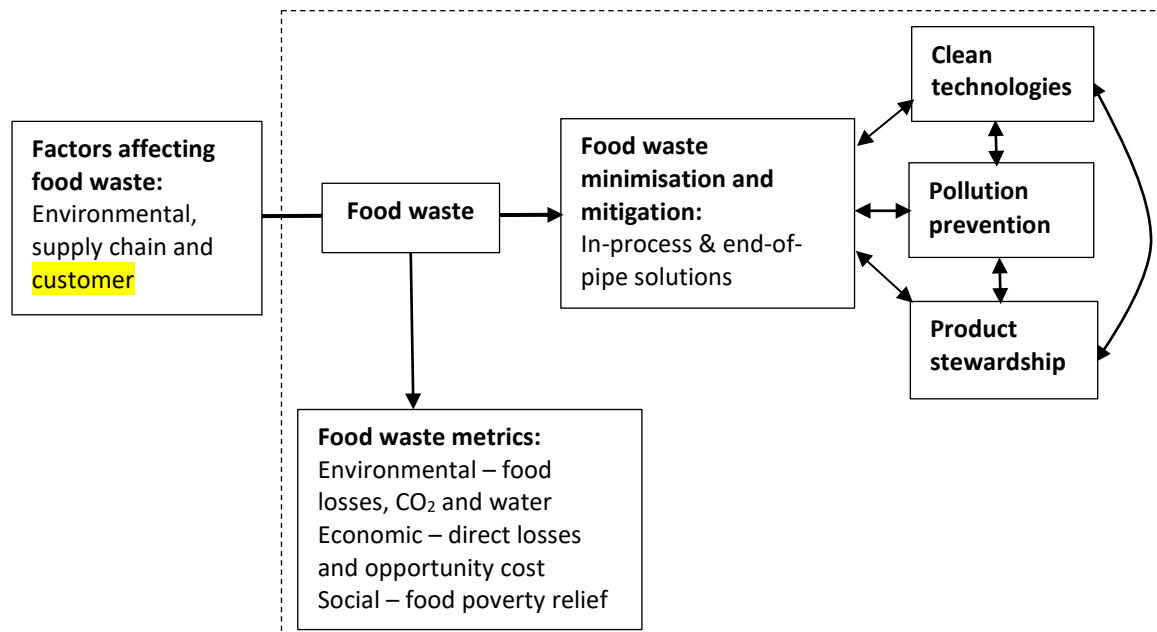 Factors affecting
food waste:
Environmental,
supply chain and
customer
Food waste
Food waste
minimisation and
mitigation:
In-process & end-of-
pipe solutions
Clean
technologies
Pollution
prevention
Product
stewardship
Food waste metrics:
Environmental – food
losses, CO₂ and water
Economic – direct losses
and opportunity cost
Social – food poverty relief